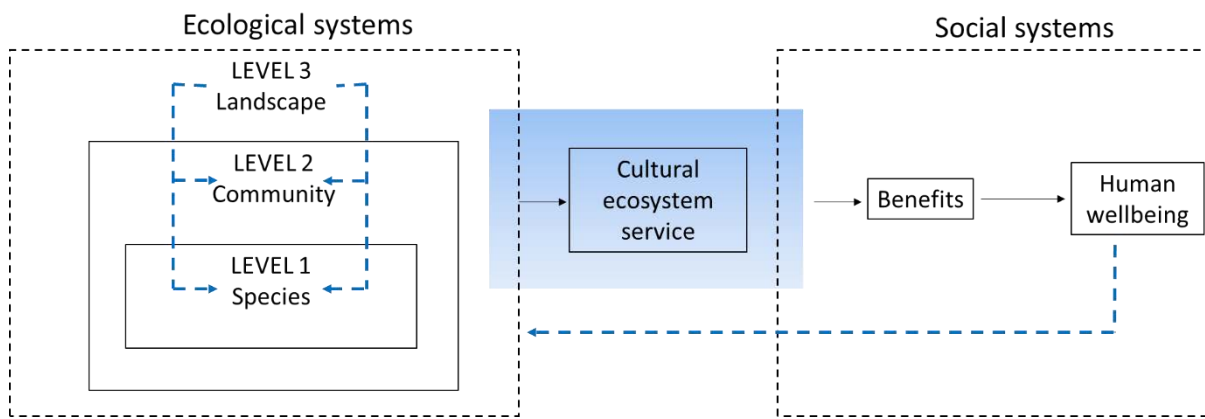 Ecological systems
Social systems
LEVEL 3
Landscape
LEVEL 2
Community
LEVEL 1
Species
Cultural
ecosystem
service
Benefits
Human
wellbeing